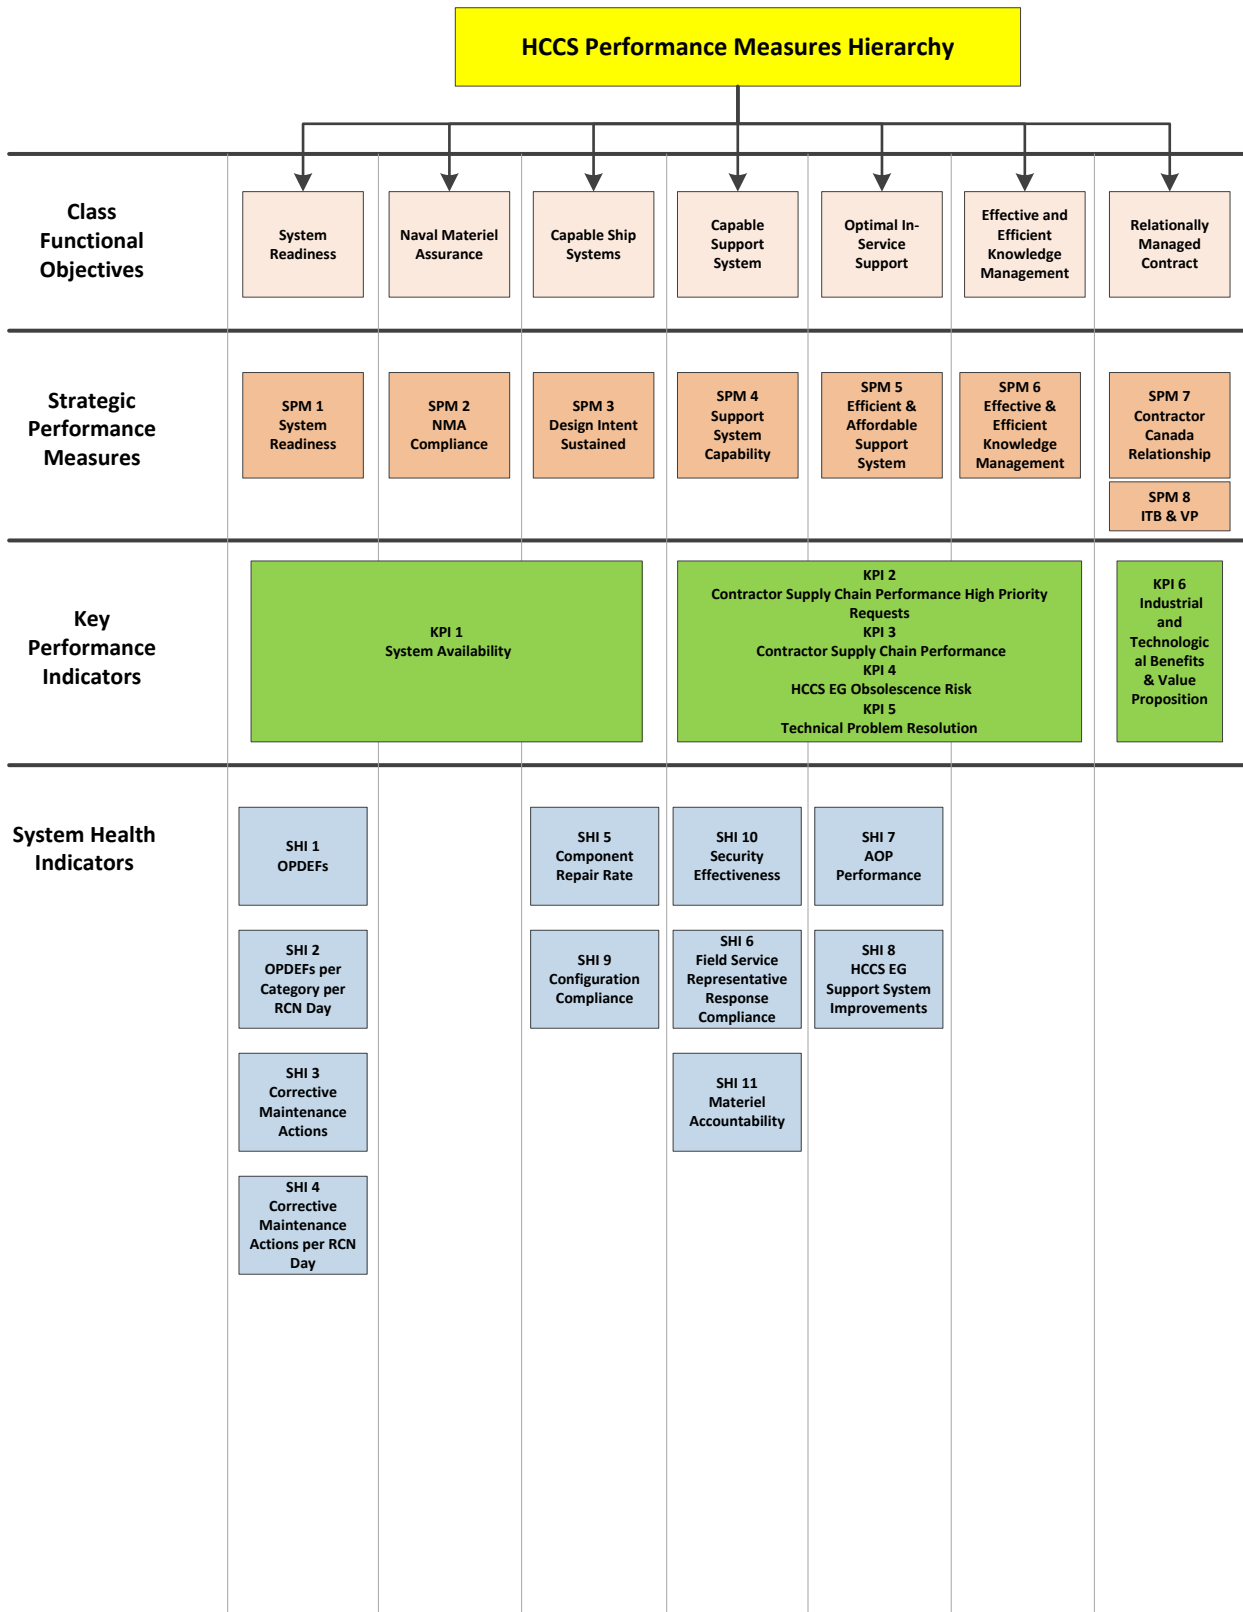 HCCS Performance Measures Hierarchy
Class
Functional
Objectives
System
Readiness
Naval Materiel
Assurance
Capable Ship
Systems
Capable
Support
System
Optimal In-
Service
Support
Effective and
Efficient
Knowledge
Management
Relationally
Managed
Contract
Strategic
Performance
Measures
SPM 1
System
Readiness
SPM 2
NMA
Compliance
SPM 3
Design Intent
Sustained
SPM 4
Support
System
Capability
SPM 5
Efficient &
Affordable
Support
System
SPM 6
Effective &
Efficient
Knowledge
Management
SPM 7
Contractor
Canada
Relationship
SPM 8
ITB & VP
Key
Performance
Indicators
KPI 1
System Availability
KPI 2
Contractor Supply Chain Performance High Priority
Requests
KPI 3
Contractor Supply Chain Performance
KPI 4
HCCS EG Obsolescence Risk
KPI 5
Technical Problem Resolution
KPI 6
Industrial
and
Technologic
al Benefits
& Value
Proposition
System Health
Indicators
SHI 1
OPDEFs
SHI 5
Component
Repair Rate
SHI 10
Security
Effectiveness
SHI 7
AOP
Performance
SHI 2
OPDEFs per
Category per
RCN Day
SHI 9
Configuration
Compliance
SHI 6
Field Service
Representative
Response
Compliance
SHI 8
HCCS EG
Support System
Improvements
SHI 3
Corrective
Maintenance
Actions
SHI 11
Materiel
Accountability
SHI 4
Corrective
Maintenance
Actions per RCN
Day